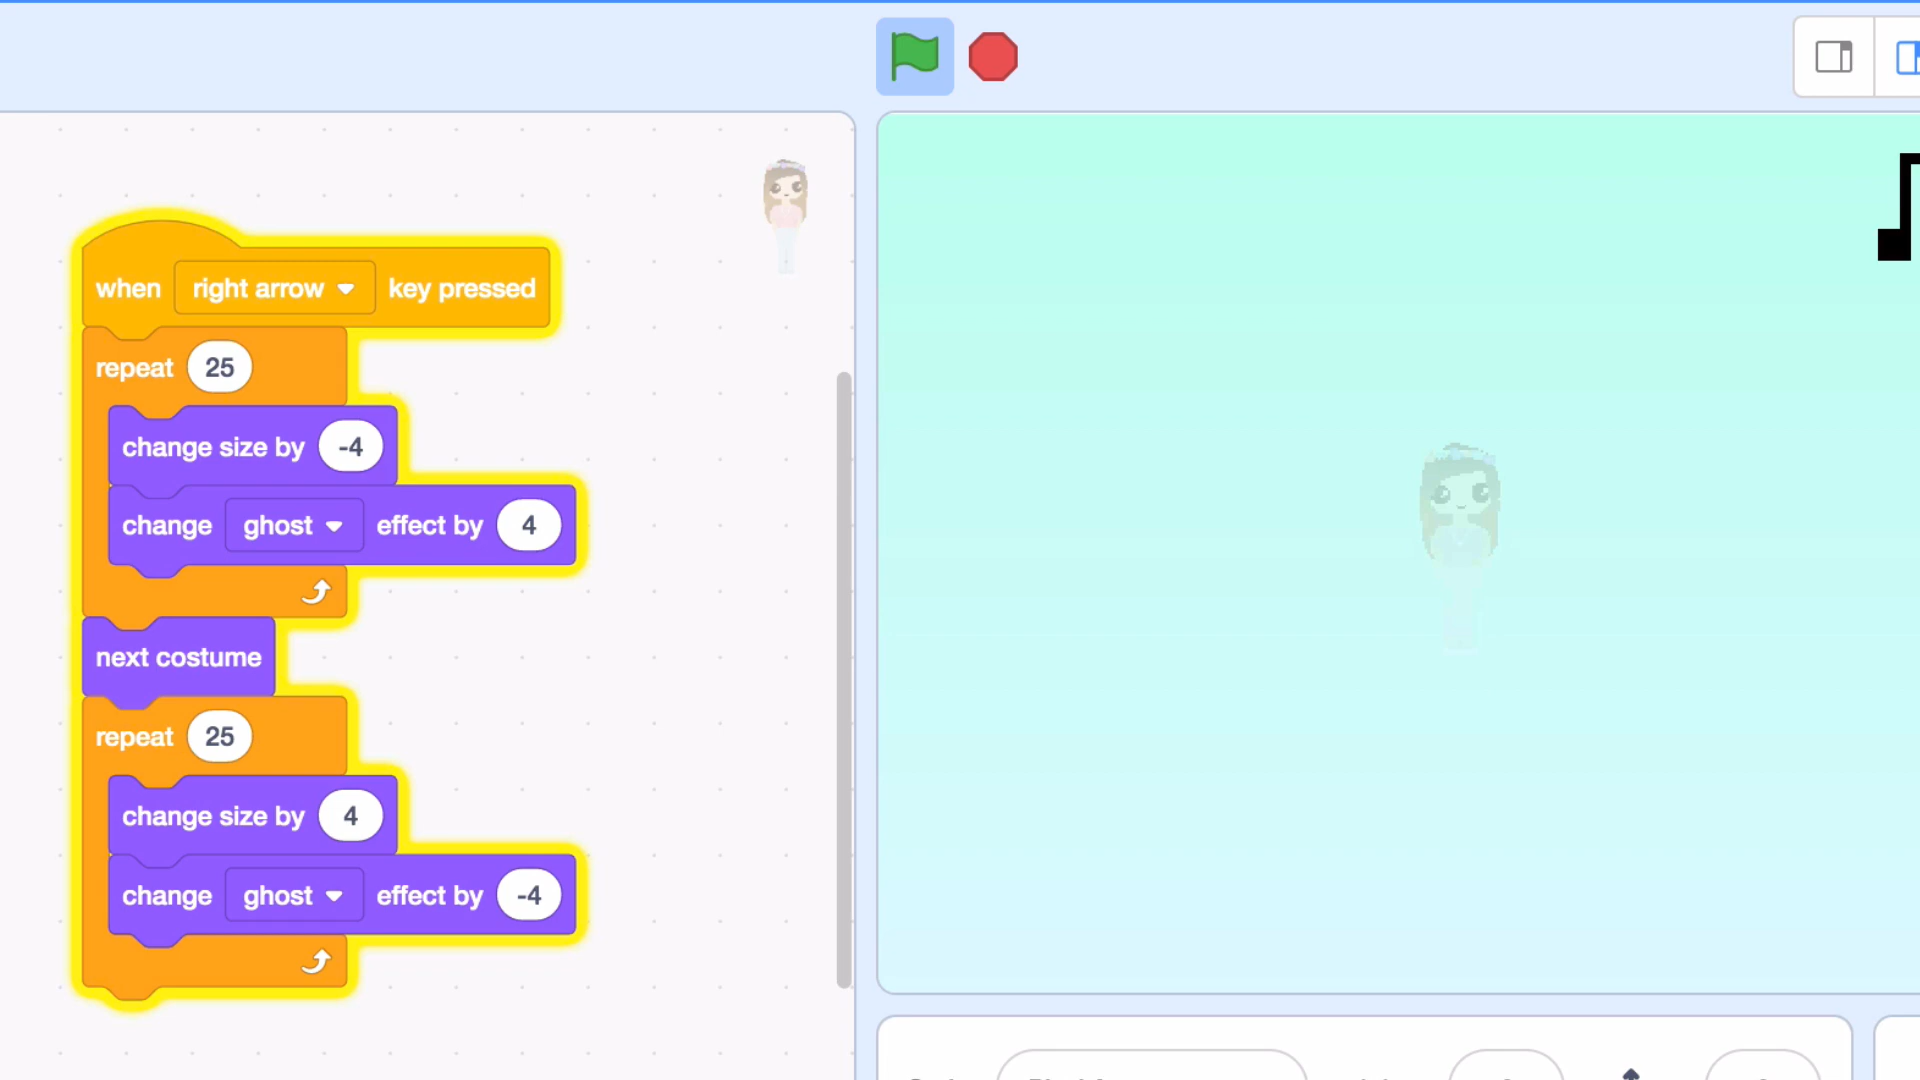 when right arrow key pressed
repeat 25
change size by -4
change ghost effect by 4
next costume
repeat 25
change size by 4
change ghost effect by -4